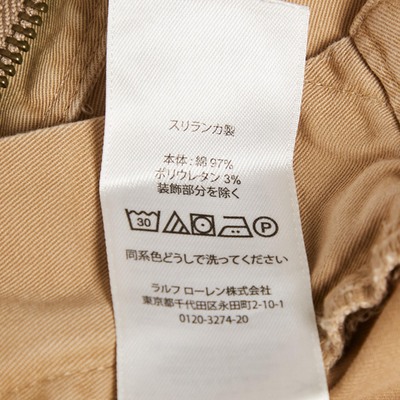 スリランカ製
本体 : 綿 97%
ポリウレタン 3%
装飾部分を除く
30 P
同系色どうしで洗ってください
ラルフ ローレン株式会社
東京都千代田区永田町2-10-1
0120-3274-20